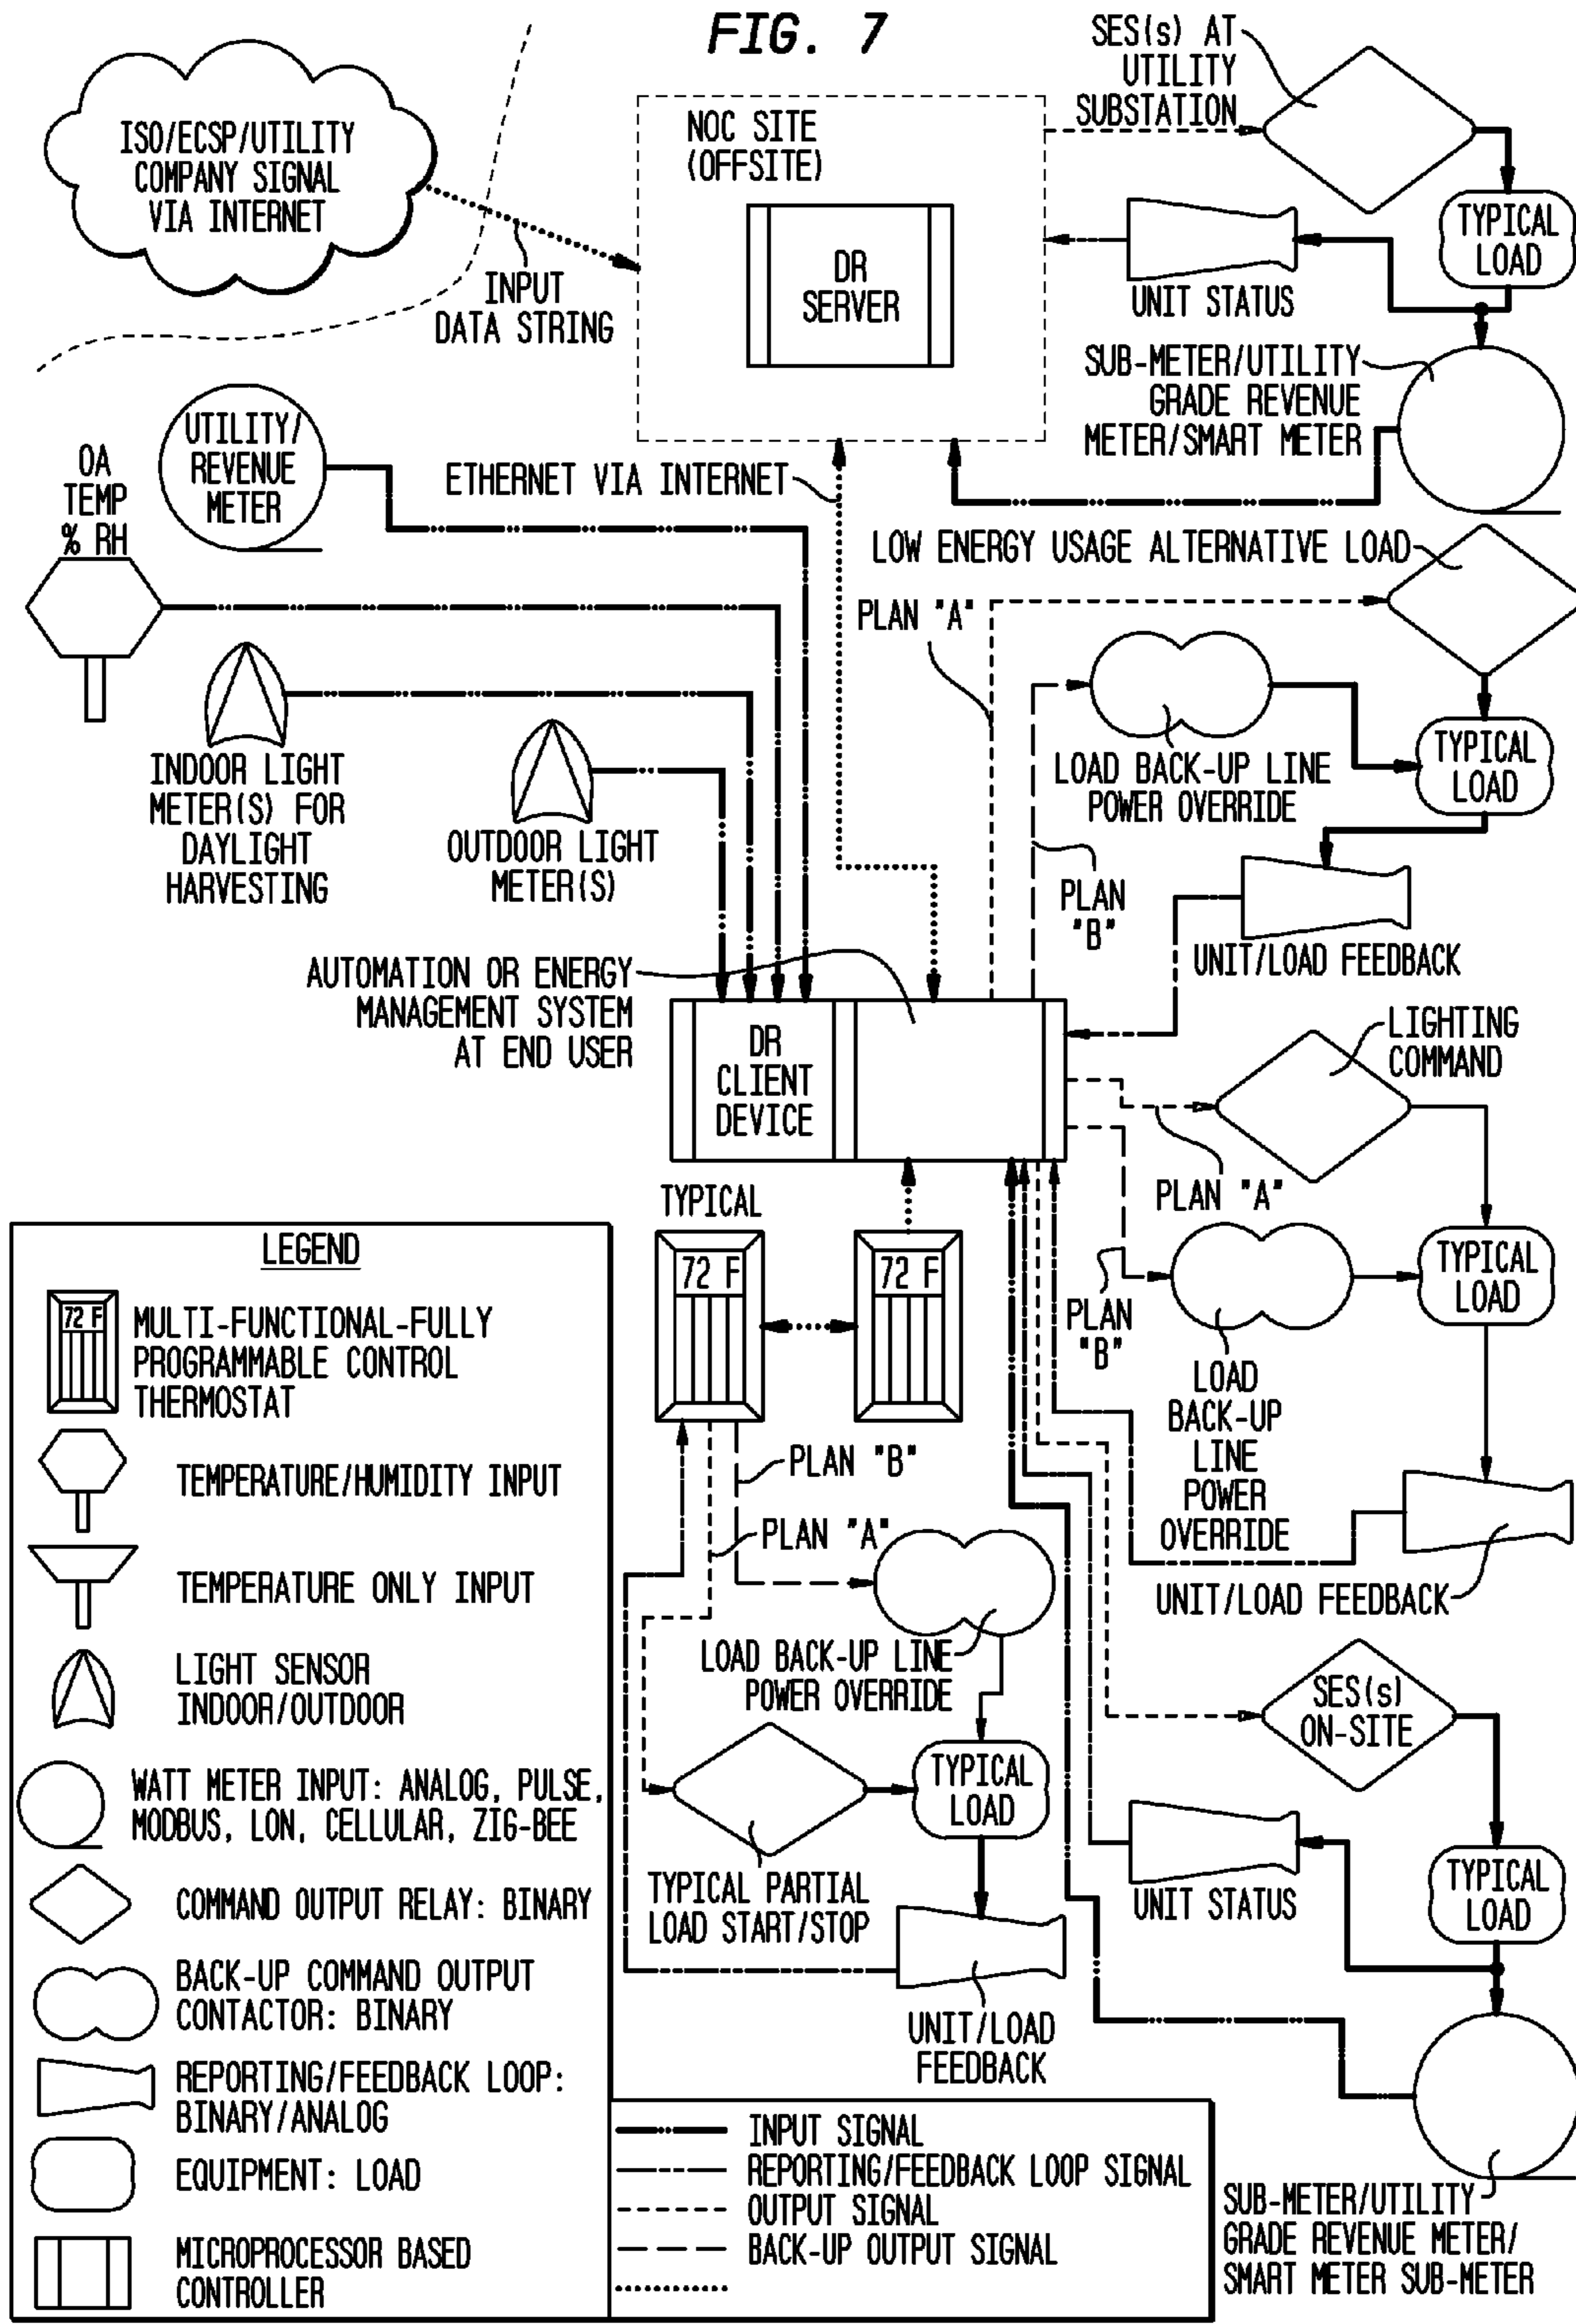 FIG. 7
ISO/ECSP/UTILITY
COMPANY SIGNAL
VIA INTERNET
INPUT
DATA STRING
NOC SITE
(OFFSITE)
DR
SERVER
SES(s) AT
UTILITY
SUBSTATION
TYPICAL
LOAD
UNIT STATUS
SUB-METER/UTILITY
GRADE REVENUE
METER/SMART METER
UTILITY/
REVENUE
METER
OA
TEMP
% RH
ETHERNET VIA INTERNET
LOW ENERGY USAGE ALTERNATIVE LOAD
PLAN "A"
INDOOR LIGHT
METER(S) FOR
DAYLIGHT
HARVESTING
OUTDOOR LIGHT
METER(S)
LOAD BACK-UP LINE
POWER OVERRIDE
TYPICAL
LOAD
PLAN
"B"
UNIT/LOAD FEEDBACK
AUTOMATION OR ENERGY
MANAGEMENT SYSTEM
AT END USER
DR
CLIENT
DEVICE
LIGHTING
COMMAND
PLAN "A"
PLAN
"B"
TYPICAL
LOAD
LOAD
BACK-UP
LINE
POWER
OVERRIDE
UNIT/LOAD FEEDBACK
TYPICAL
72 F
72 F
PLAN "B"
PLAN "A"
LOAD BACK-UP LINE
POWER OVERRIDE
TYPICAL
LOAD
TYPICAL PARTIAL
LOAD START/STOP
UNIT/LOAD
FEEDBACK
SES(s)
ON-SITE
UNIT STATUS
TYPICAL
LOAD
SUB-METER/UTILITY
GRADE REVENUE METER/
SMART METER SUB-METER
LEGEND
72 F
MULTI-FUNCTIONAL-FULLY
PROGRAMMABLE CONTROL
THERMOSTAT
TEMPERATURE/HUMIDITY INPUT
TEMPERATURE ONLY INPUT
LIGHT SENSOR
INDOOR/OUTDOOR
WATT METER INPUT: ANALOG, PULSE,
MODBUS, LON, CELLULAR, ZIG-BEE
COMMAND OUTPUT RELAY: BINARY
BACK-UP COMMAND OUTPUT
CONTACTOR: BINARY
REPORTING/FEEDBACK LOOP:
BINARY/ANALOG
EQUIPMENT: LOAD
MICROPROCESSOR BASED
CONTROLLER
INPUT SIGNAL
REPORTING/FEEDBACK LOOP SIGNAL
OUTPUT SIGNAL
BACK-UP OUTPUT SIGNAL